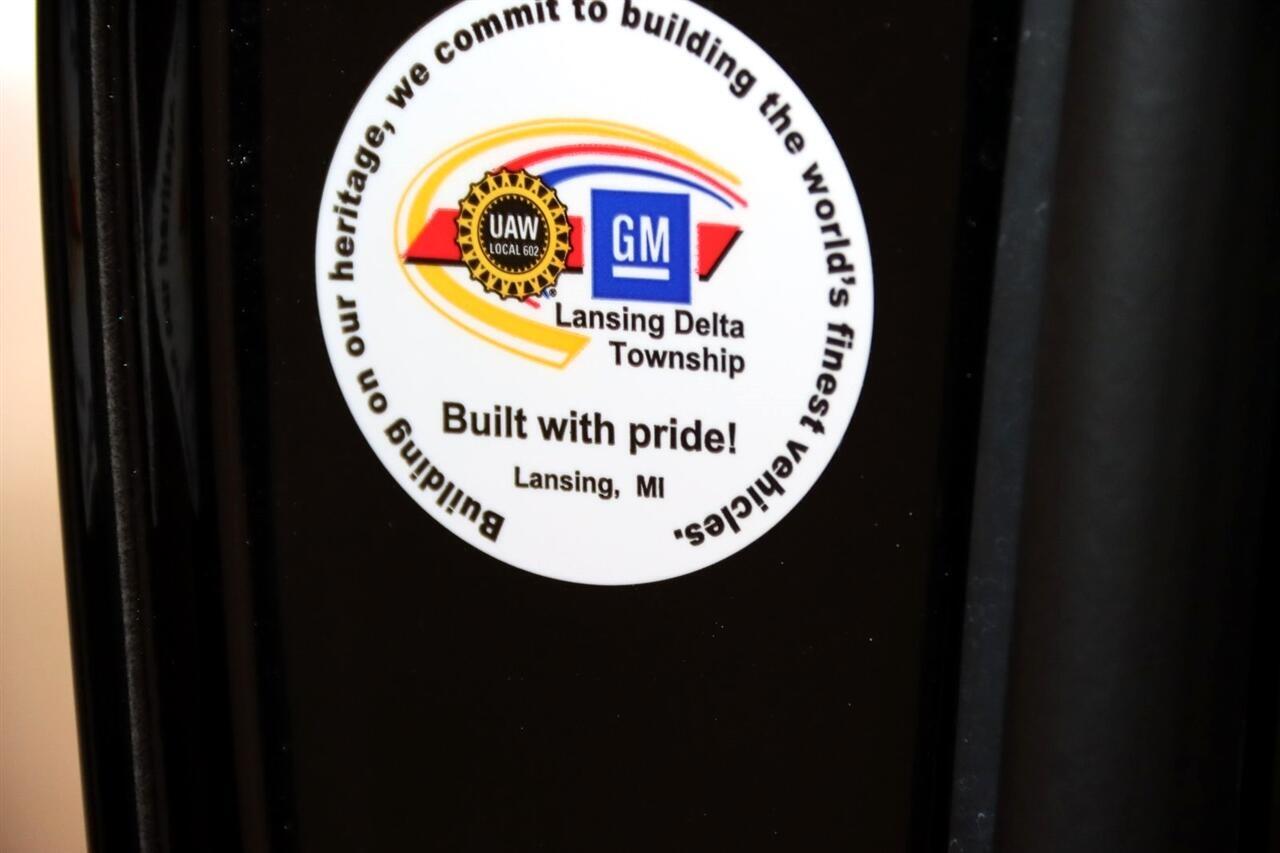 Building on our heritage, we commit to building the world's finest vehicles.
UAW
LOCAL 602
GM
®
Lansing Delta
Township
Built with pride!
Lansing, MI